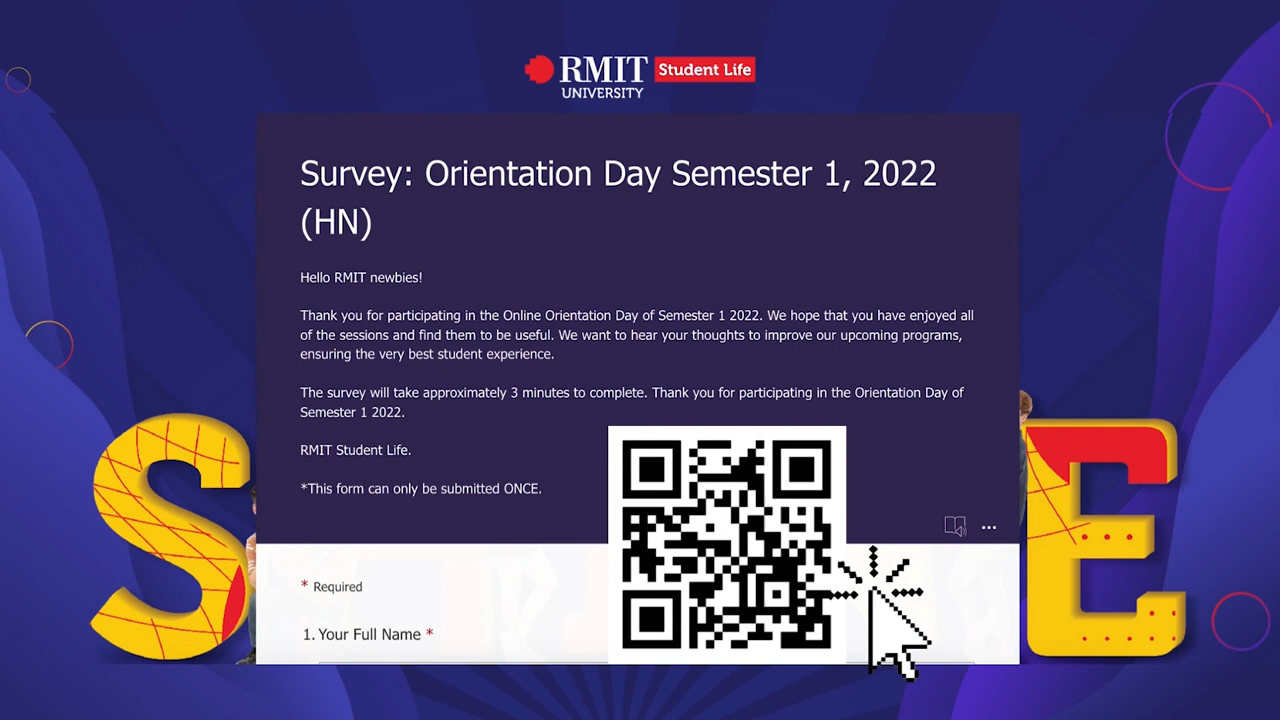 RMIT
UNIVERSITY
Student Life
Survey: Orientation Day Semester 1, 2022
(HN)
Hello RMIT newbies!
Thank you for participating in the Online Orientation Day of Semester 1 2022. We hope that you have enjoyed all
of the sessions and find them to be useful. We want to hear your thoughts to improve our upcoming programs,
ensuring the very best student experience.
The survey will take approximately 3 minutes to complete. Thank you for participating in the Orientation Day of
Semester 1 2022.
RMIT Student Life.
*This form can only be submitted ONCE.
* Required
1. Your Full Name *
S
E